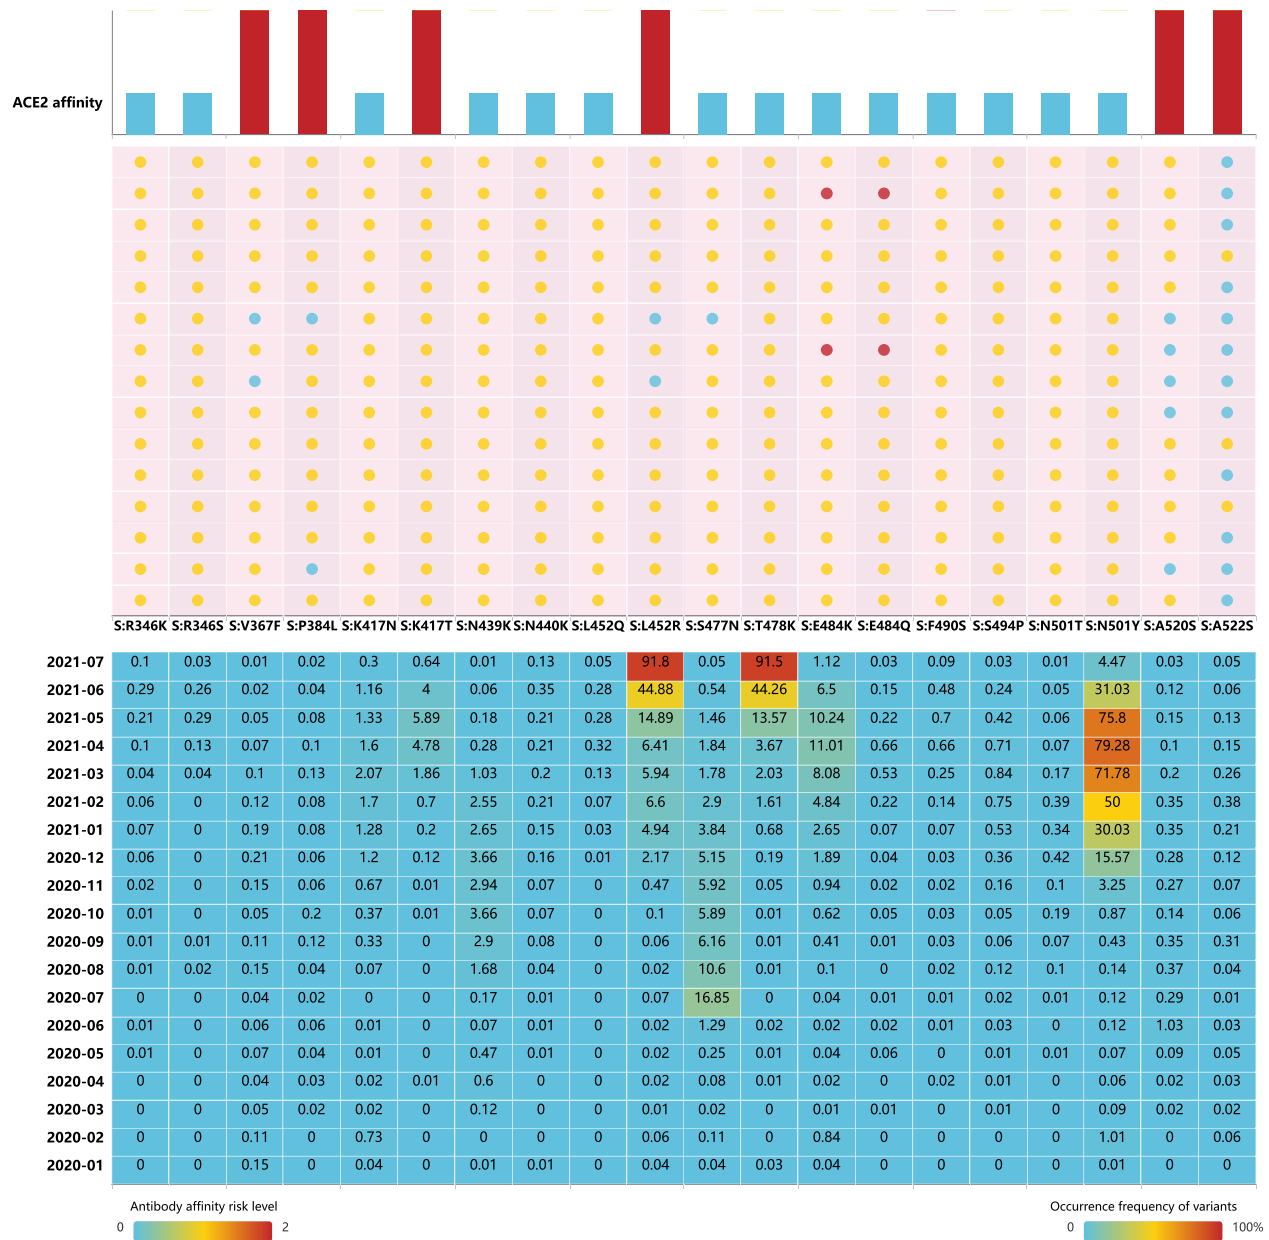 ACE2 affinity
S:R346K S:R346S S:V367F S:P384L S:K417N S:K417T S:N439K S:N440K S:L452Q S:L452R S:S477N S:T478K S:E484K S:E484Q S:F490S S:S494P S:N501T S:N501Y S:A520S S:A522S
2021-07 0.1 0.03 0.01 0.02 0.3 0.64 0.01 0.13 0.05 91.8 0.05 91.5 1.12 0.03 0.09 0.03 0.01 4.47 0.03 0.05
2021-06 0.29 0.26 0.02 0.04 1.16 4 0.06 0.35 0.28 44.88 0.54 44.26 6.5 0.15 0.48 0.24 0.05 31.03 0.12 0.06
2021-05 0.21 0.29 0.05 0.08 1.33 5.89 0.18 0.21 0.28 14.89 1.46 13.57 10.24 0.22 0.7 0.42 0.06 75.8 0.15 0.13
2021-04 0.1 0.13 0.07 0.1 1.6 4.78 0.28 0.21 0.32 6.41 1.84 3.67 11.01 0.66 0.66 0.71 0.07 79.28 0.1 0.15
2021-03 0.04 0.04 0.1 0.13 2.07 1.86 1.03 0.2 0.13 5.94 1.78 2.03 8.08 0.53 0.25 0.84 0.17 71.78 0.2 0.26
2021-02 0.06 0 0.12 0.08 1.7 0.7 2.55 0.21 0.07 6.6 2.9 1.61 4.84 0.22 0.14 0.75 0.39 50 0.35 0.38
2021-01 0.07 0 0.19 0.08 1.28 0.2 2.65 0.15 0.03 4.94 3.84 0.68 2.65 0.07 0.07 0.53 0.34 30.03 0.35 0.21
2020-12 0.06 0 0.21 0.06 1.2 0.12 3.66 0.16 0.01 2.17 5.15 0.19 1.89 0.04 0.03 0.36 0.42 15.57 0.28 0.12
2020-11 0.02 0 0.15 0.06 0.67 0.01 2.94 0.07 0 0.47 5.92 0.05 0.94 0.02 0.02 0.16 0.1 3.25 0.27 0.07
2020-10 0.01 0 0.05 0.2 0.37 0.01 3.66 0.07 0 0.1 5.89 0.01 0.62 0.05 0.03 0.05 0.19 0.87 0.14 0.06
2020-09 0.01 0.01 0.11 0.12 0.33 0 2.9 0.08 0 0.06 6.16 0.01 0.41 0.01 0.03 0.06 0.07 0.43 0.35 0.31
2020-08 0.01 0.02 0.15 0.04 0.07 0 1.68 0.04 0 0.02 10.6 0.01 0.1 0 0.02 0.12 0.1 0.14 0.37 0.04
2020-07 0 0 0.04 0.02 0 0 0.17 0.01 0 0.07 16.85 0 0.04 0.01 0.01 0.02 0.01 0.12 0.29 0.01
2020-06 0.01 0 0.06 0.06 0.01 0 0.07 0.01 0 0.02 1.29 0.02 0.02 0.02 0.01 0.03 0 0.12 1.03 0.03
2020-05 0.01 0 0.07 0.04 0.01 0 0.47 0.01 0 0.02 0.25 0.01 0.04 0.06 0 0.01 0.01 0.07 0.09 0.05
2020-04 0 0 0.04 0.03 0.02 0.01 0.6 0 0 0.02 0.08 0.01 0.02 0 0.02 0.01 0 0.06 0.02 0.03
2020-03 0 0 0.05 0.02 0.02 0 0.12 0 0 0.01 0.02 0 0.01 0.01 0 0.01 0 0.09 0.02 0.02
2020-02 0 0 0.11 0 0.73 0 0 0 0 0.06 0.11 0 0.84 0 0 0 0 1.01 0 0.06
2020-01 0 0 0.15 0 0.04 0 0.01 0.01 0 0.04 0.04 0.03 0.04 0 0 0 0 0.01 0 0
Antibody affinity risk level
0 2
Occurrence frequency of variants
0 100%